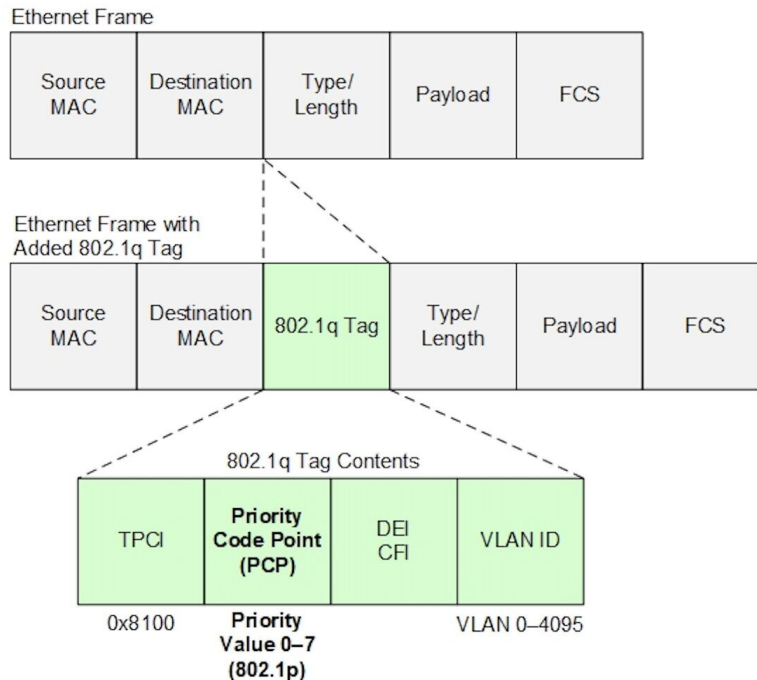 Ethernet Frame
Source
MAC
Destination
MAC
Type/
Length
Payload
FCS
Ethernet Frame with
Added 802.1q Tag
Source
MAC
Destination
MAC
802.1q Tag
Type/
Length
Payload
FCS
802.1q Tag Contents
TPCI
Priority
Code Point
(PCP)
DEI
CFI
VLAN ID
0x8100
Priority
Value 0–7
(802.1p)
VLAN 0–4095